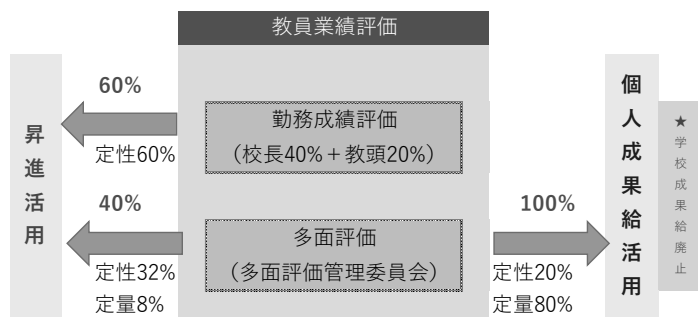 教員業績評価
昇進活用
60%
定性60%
勤務成績評価
(校長40%+教頭20%)
40%
定性32%
定量8%
多面評価
(多面評価管理委員会)
100%
定性20%
定量80%
個人成果給活用
★学校成果給廃止